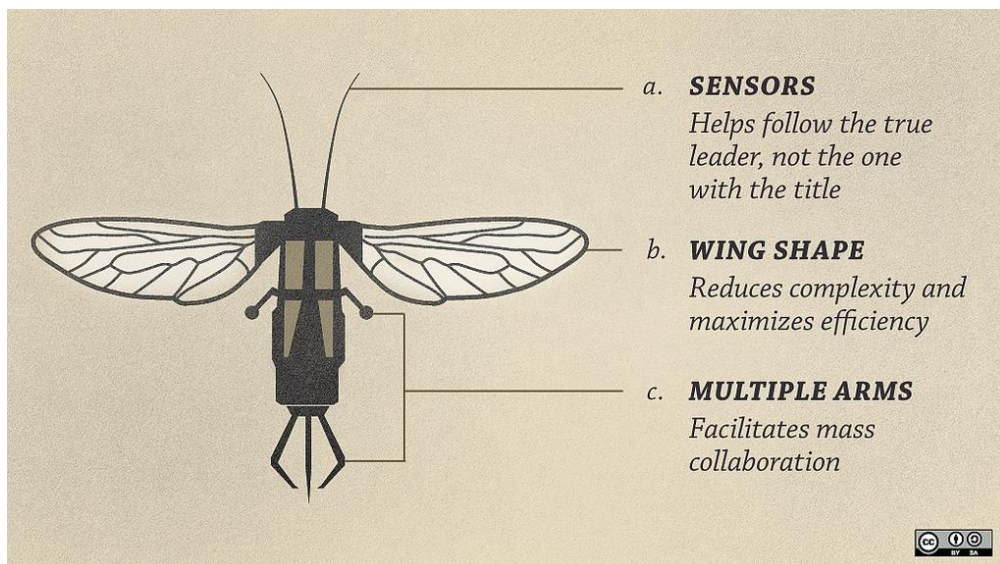 a. SENSORS
Helps follow the true
leader, not the one
with the title
b. WING SHAPE
Reduces complexity and
maximizes efficiency
c. MULTIPLE ARMS
Facilitates mass
collaboration
cc BY SA